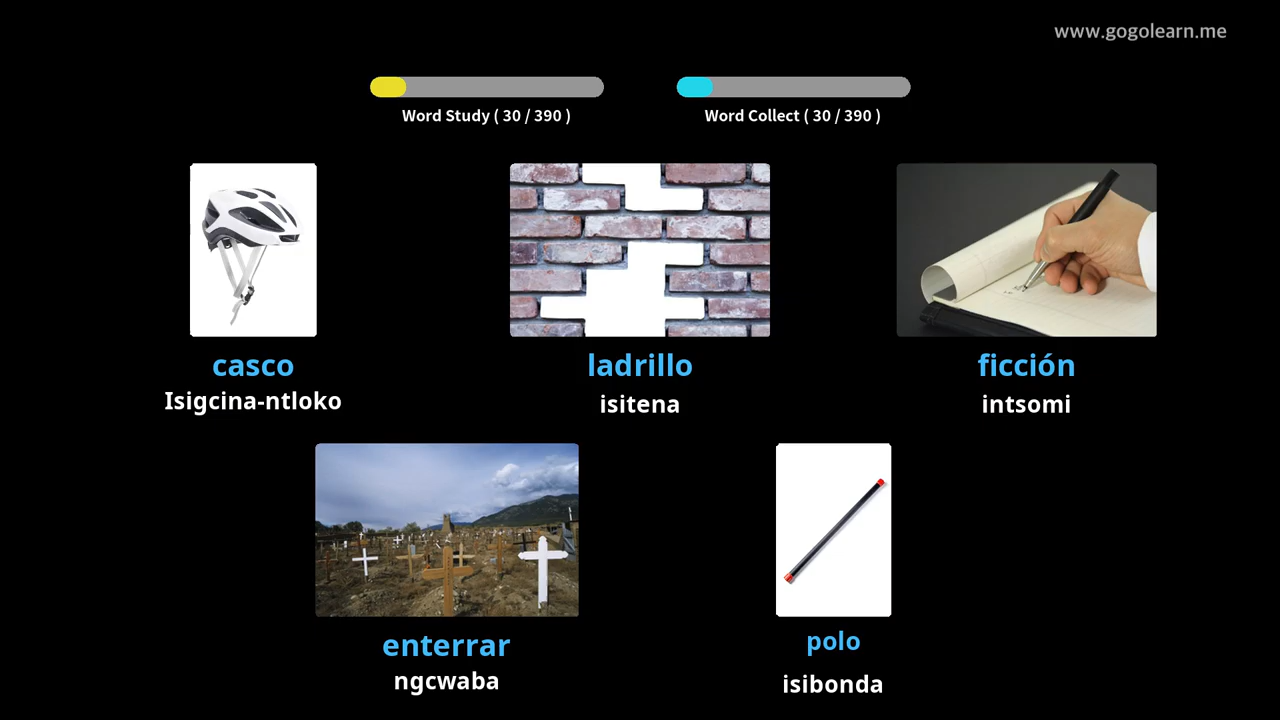 www.gogolearn.me
Word Study ( 30 / 390 )
Word Collect ( 30 / 390 )
casco
Isigcina-ntloko
ladrillo
isitena
ficción
intsomi
enterrar
ngcwaba
polo
isibonda